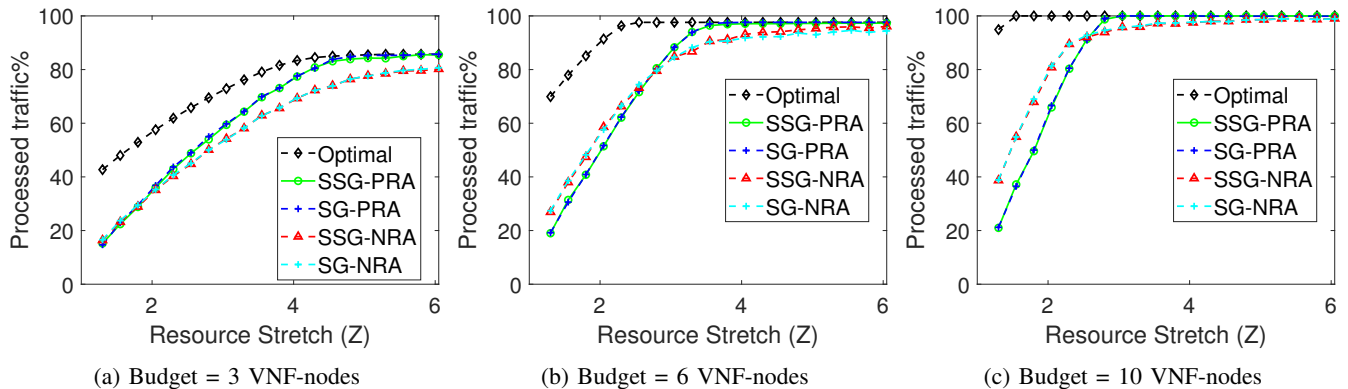 Processed traffic%
100
80
60
40
20
0
2
4
6
Resource Stretch (Z)
Optimal
SSG-PRA
SG-PRA
SSG-NRA
SG-NRA
(a) Budget = 3 VNF-nodes
Processed traffic%
100
80
60
40
20
0
2
4
6
Resource Stretch (Z)
Optimal
SSG-PRA
SG-PRA
SSG-NRA
SG-NRA
(b) Budget = 6 VNF-nodes
Processed traffic%
100
80
60
40
20
0
2
4
6
Resource Stretch (Z)
Optimal
SSG-PRA
SG-PRA
SSG-NRA
SG-NRA
(c) Budget = 10 VNF-nodes